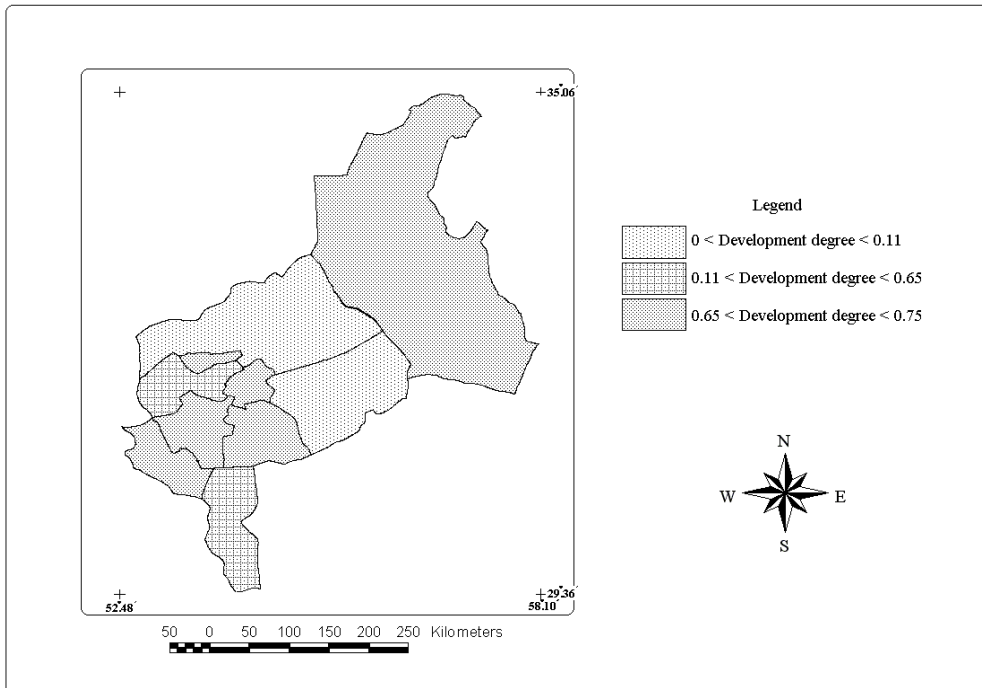 35.06´
Legend
0 < Development degree < 0.11
0.11 < Development degree < 0.65
0.65 < Development degree < 0.75
N
W E
S
29.36´
52.48´ 58.10´
50 0 50 100 150 200 250 Kilometers